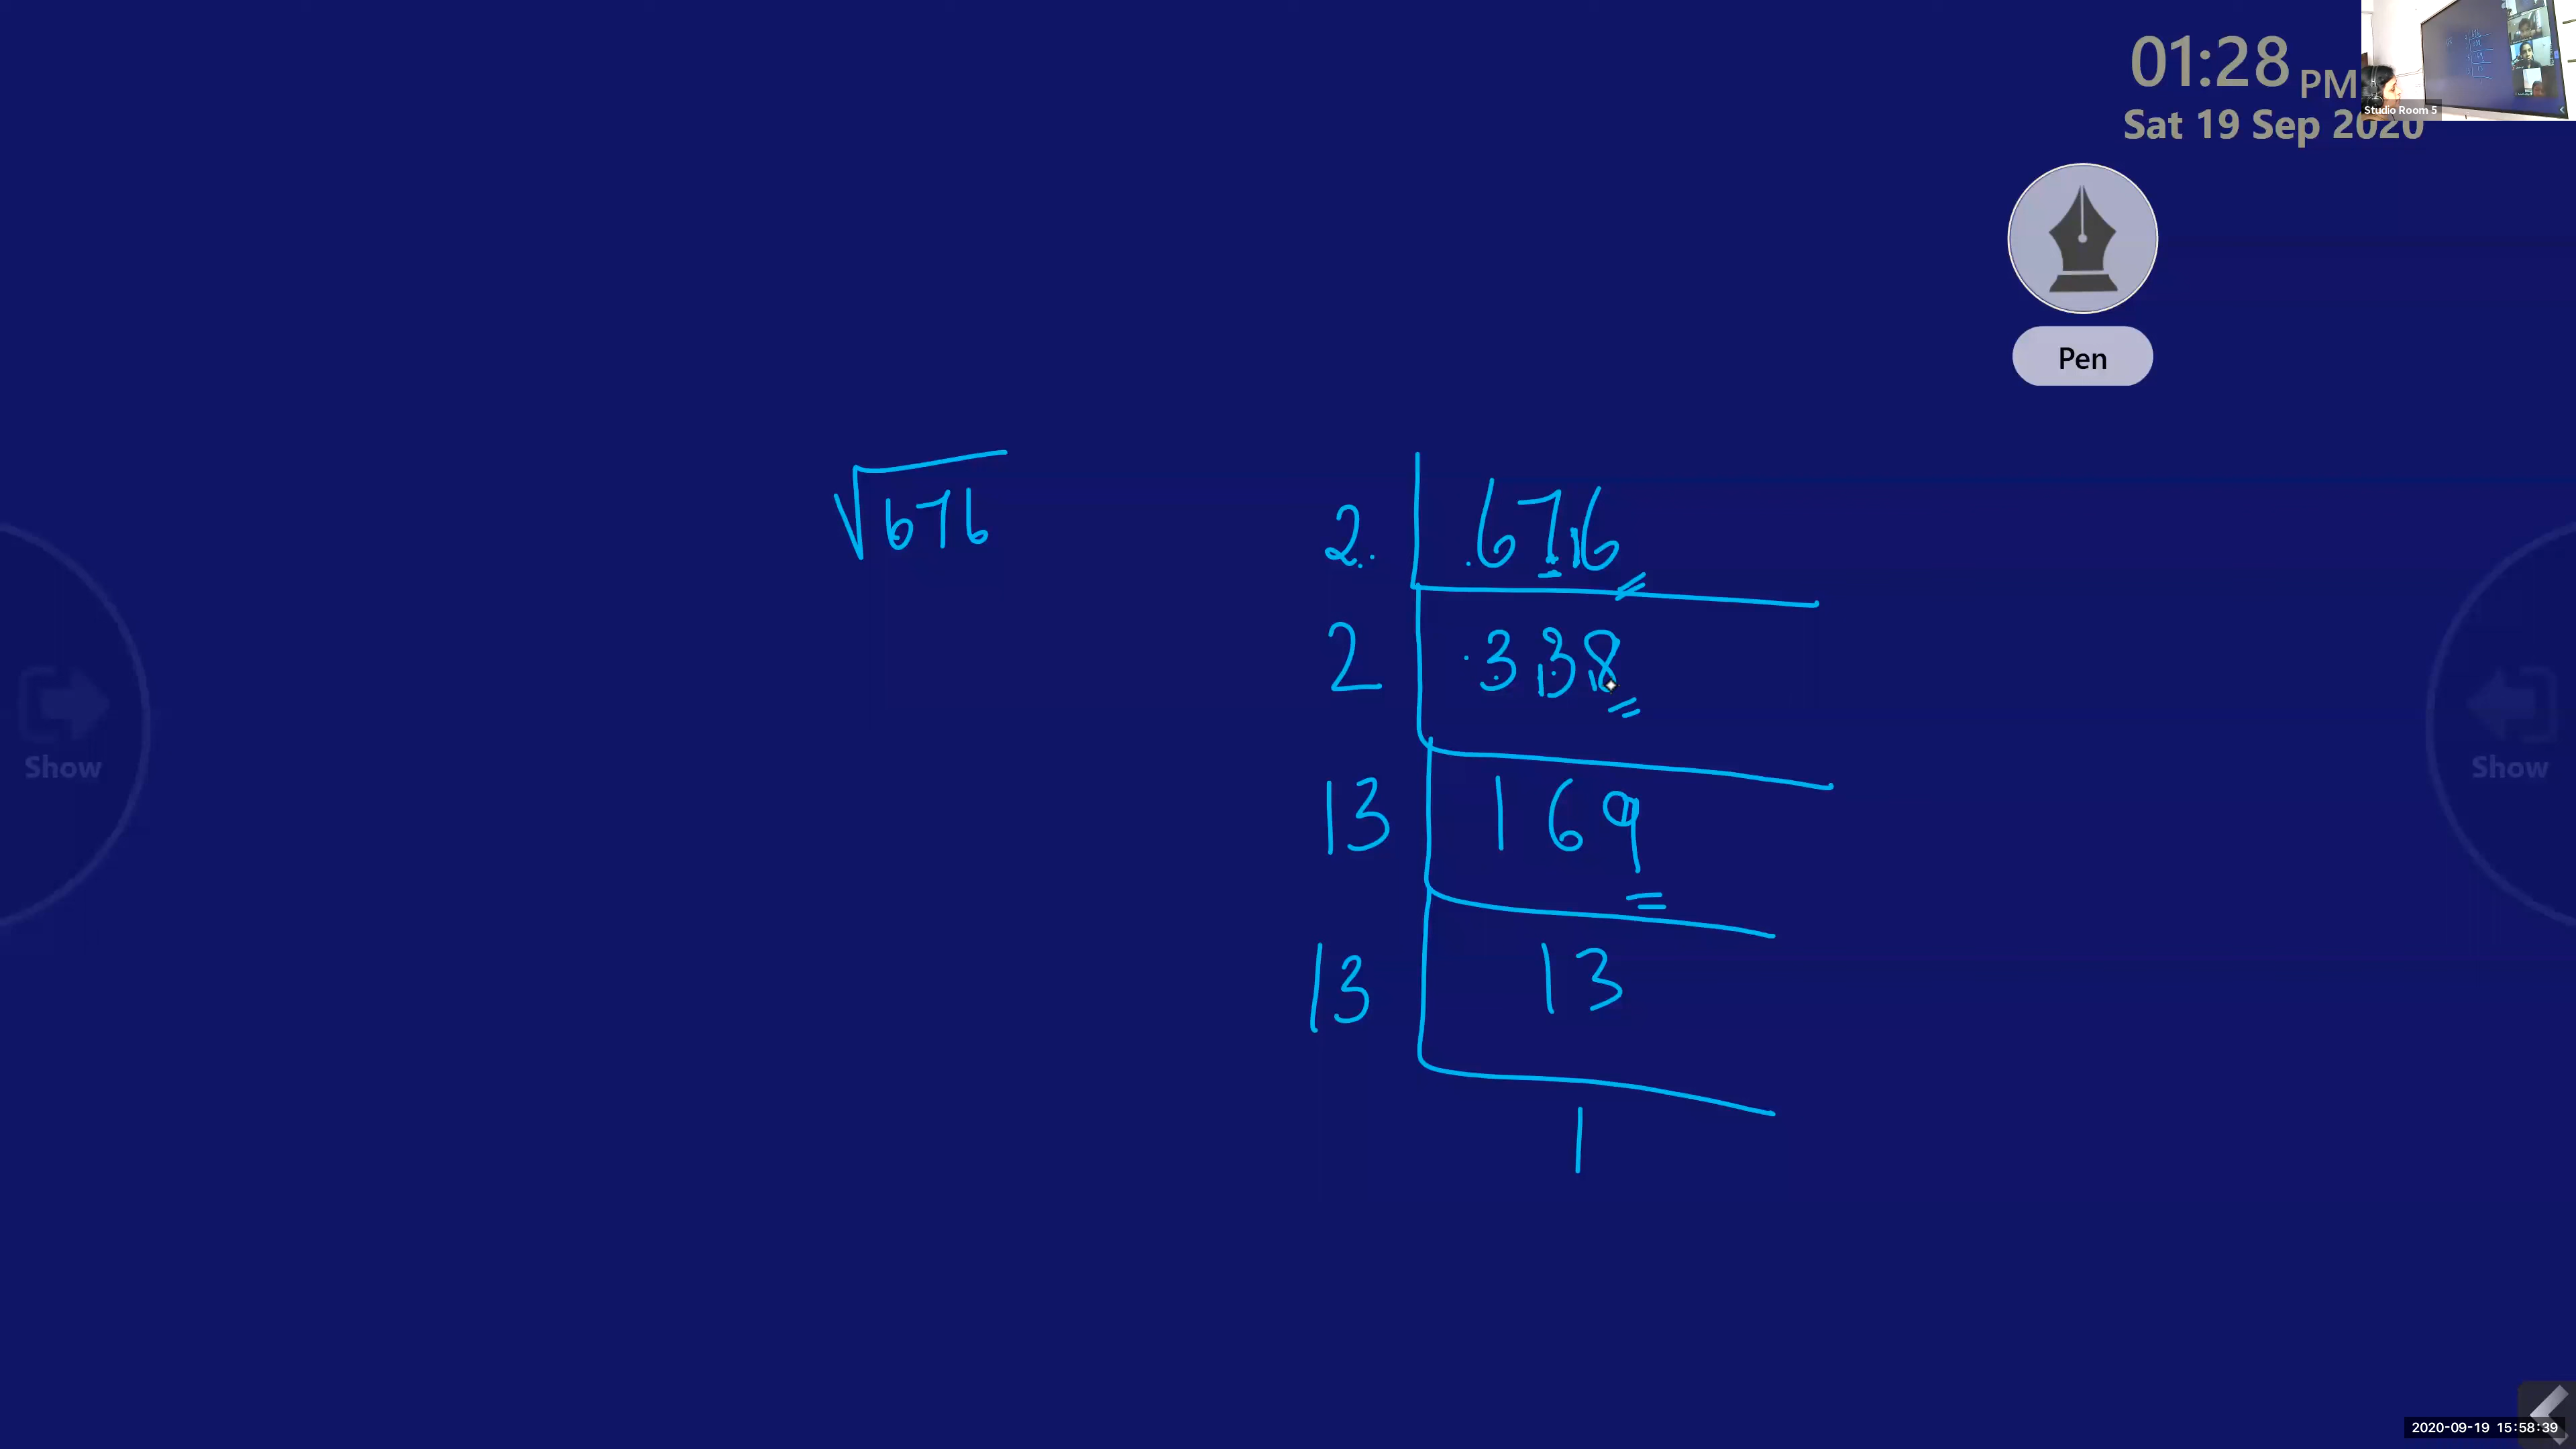 01:28 PM
Sat 19 Sep 2020
Studio Room 5
Pen
√676
2. | 676
2 | 338
13 | 169
13 | 13
1
Show
Show
2020-09-19 15:58:39